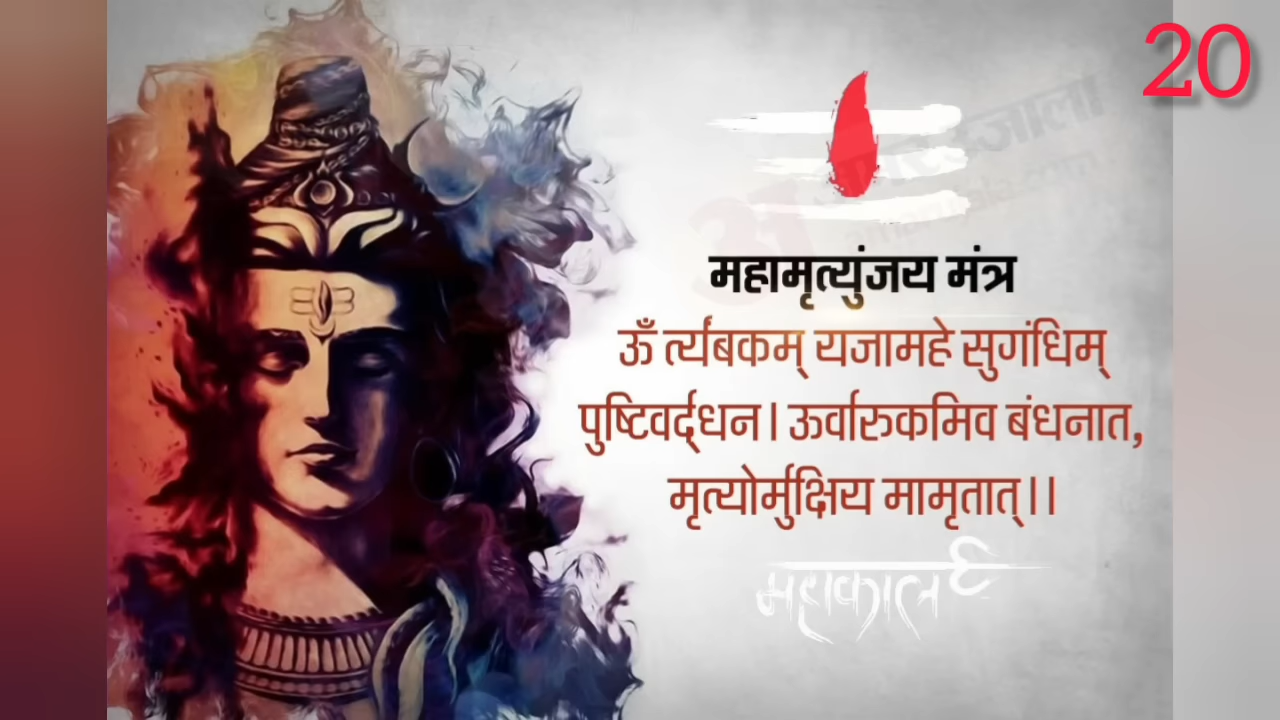 20
महामृत्युंजय मंत्र
ऊँ र्त्यंबकम् यजामहे सुगंधिम्
पुष्टिवर्द्धन। ऊर्वारुकमिव बंधनात,
मृत्योर्मुक्षिय मामृतात्।।
महाकाल